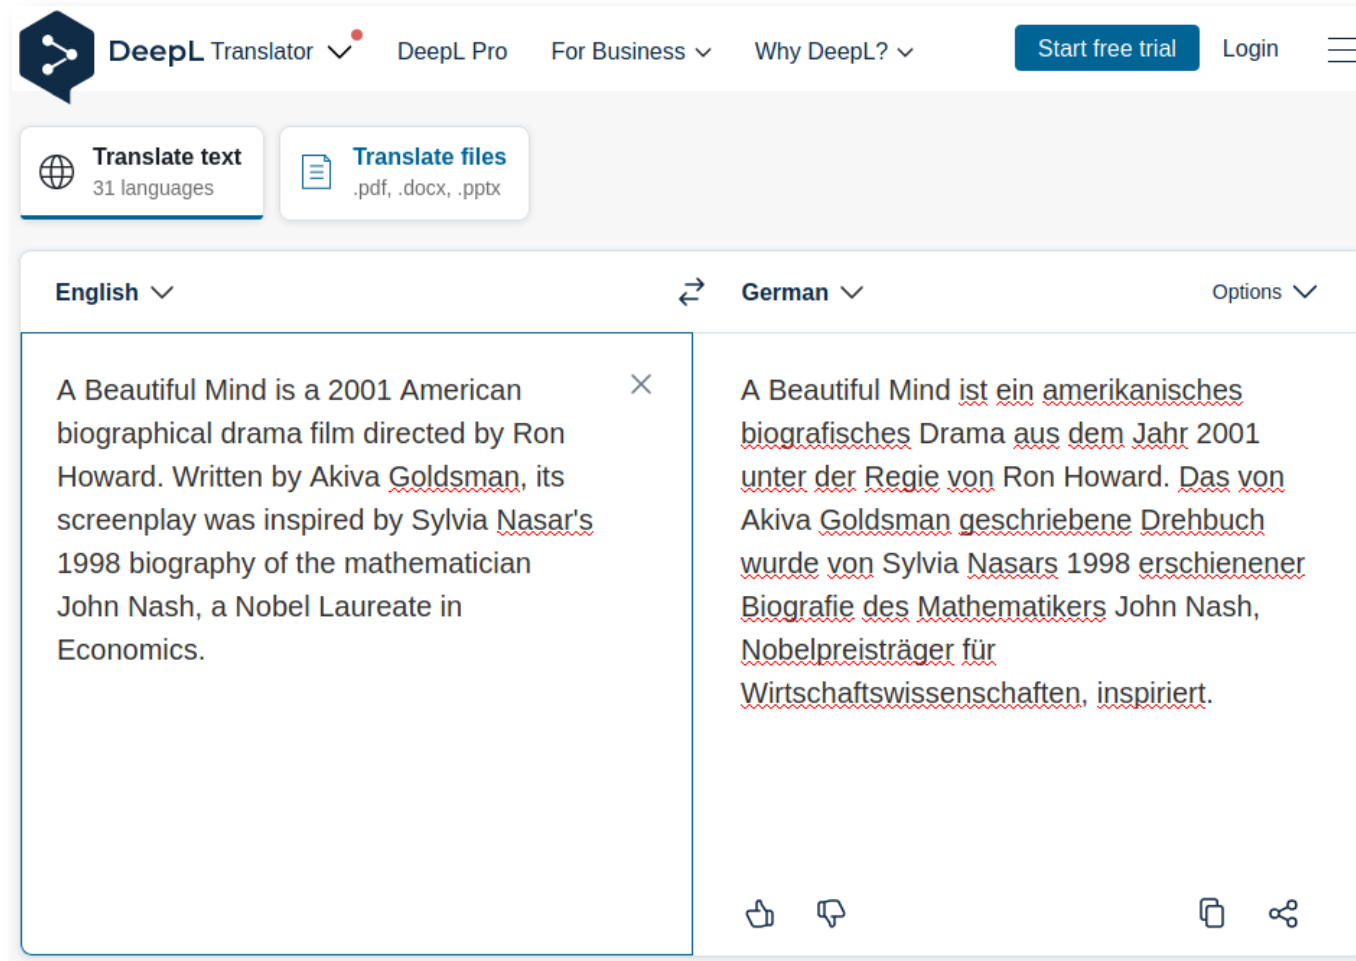 DeepL Translator DeepL Pro For Business Why DeepL? Start free trial Login
Translate text
31 languages
Translate files
.pdf, .docx, .pptx
English
German
Options
A Beautiful Mind is a 2001 American
biographical drama film directed by Ron
Howard. Written by Akiva Goldsman, its
screenplay was inspired by Sylvia Nasar's
1998 biography of the mathematician
John Nash, a Nobel Laureate in
Economics.
A Beautiful Mind ist ein amerikanisches
biografisches Drama aus dem Jahr 2001
unter der Regie von Ron Howard. Das von
Akiva Goldsman geschriebene Drehbuch
wurde von Sylvia Nasars 1998 erschienener
Biografie des Mathematikers John Nash,
Nobelpreisträger für
Wirtschaftswissenschaften, inspiriert.